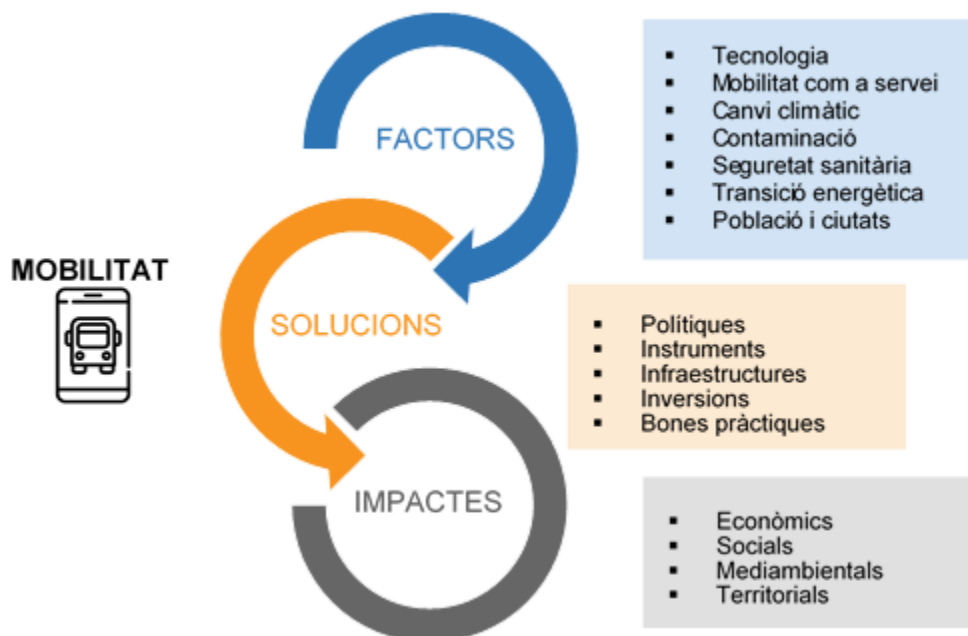 MOBILITAT
FACTORS
Tecnologia
Mobilitat com a servei
Canvi climàtic
Contaminació
Seguretat sanitària
Transició energètica
Població i ciutats
SOLUCIONS
Polítiques
Instruments
Infraestructures
Inversions
Bones pràctiques
IMPACTES
Econòmics
Socials
Mediambientals
Territorials